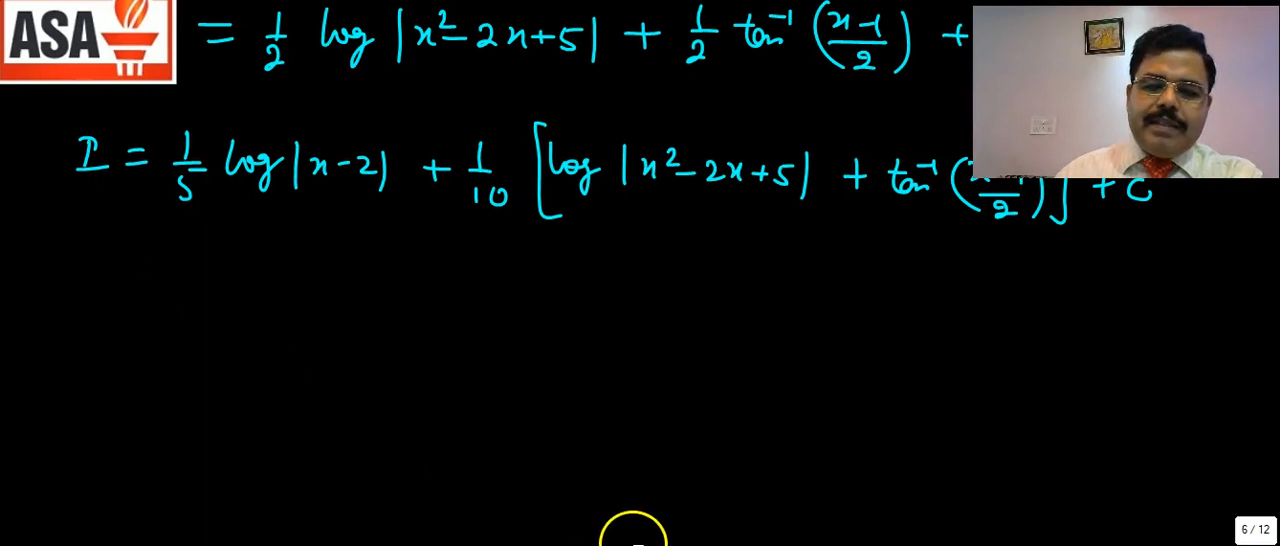 ASA
= 1/2 log |x²-2x+5| + 1/2 tan⁻¹ (x-1/2) +
I = 1/5 log |x-2| + 1/10 [log |x²-2x+5| + tan⁻¹ ( /2)] + C
6 / 12